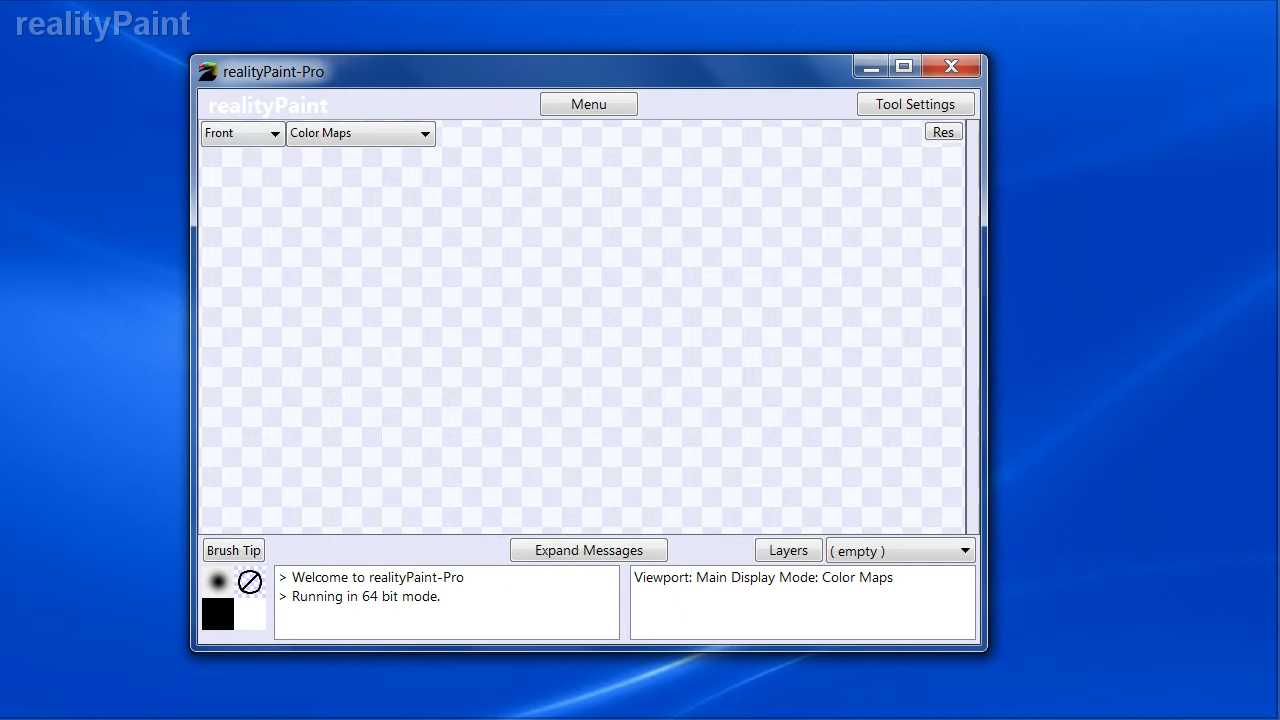 realityPaint
realityPaint-Pro
realityPaint
Menu
Tool Settings
Front
Color Maps
Res
Brush Tip
Expand Messages
Layers
( empty )
> Welcome to realityPaint-Pro
> Running in 64 bit mode.
Viewport: Main Display Mode: Color Maps